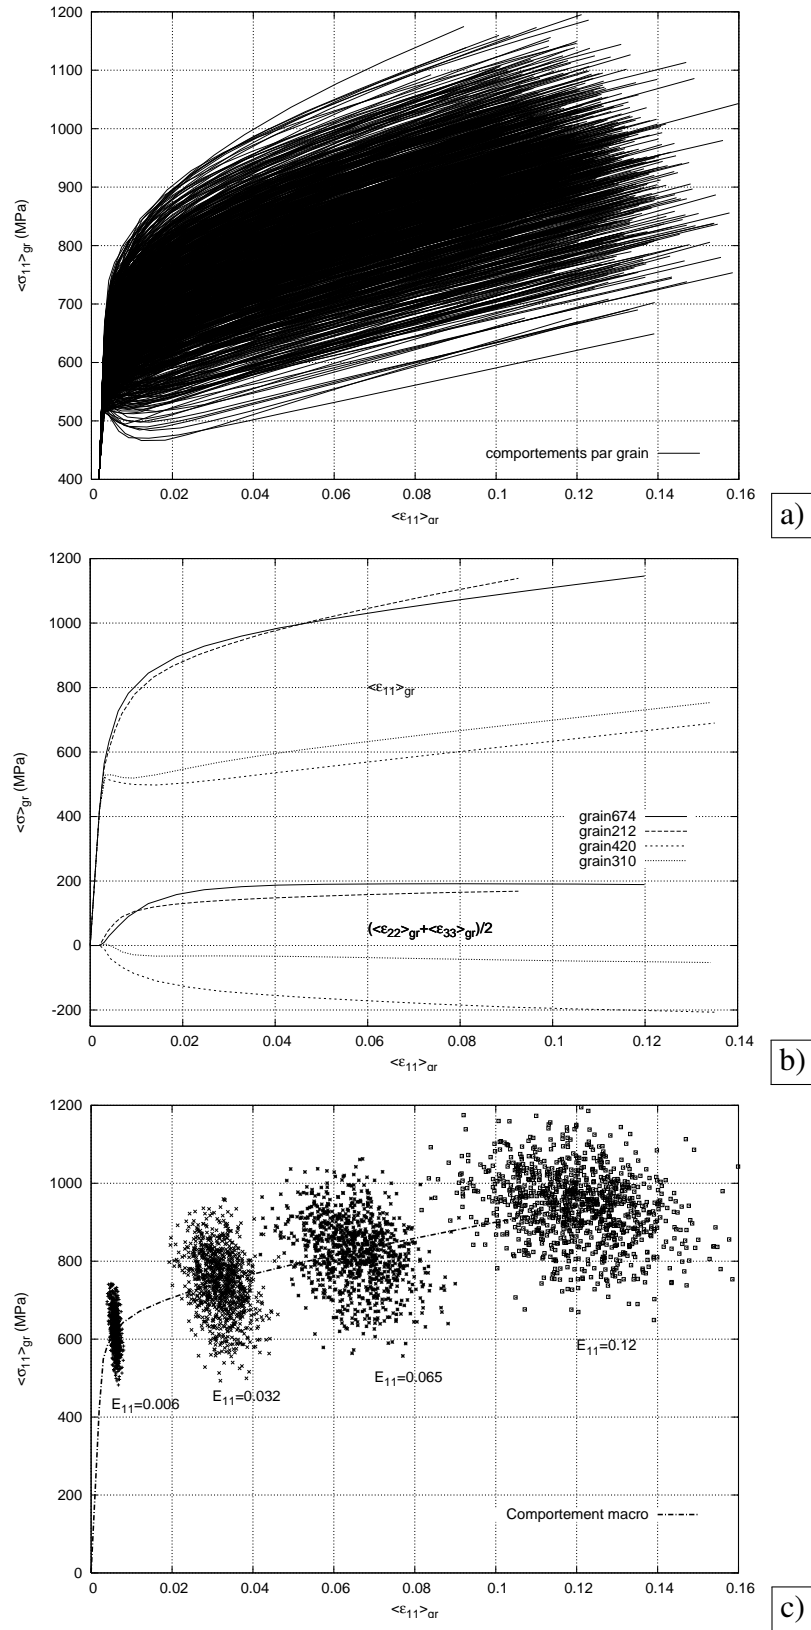 1200
1100
1000
900
800
700
600
500
400
<σ11>gr (MPa)
comportements par grain
0 0.02 0.04 0.06 0.08 0.1 0.12 0.14 0.16
<ε11>gr
a)
1200
1000
800
600
400
200
0
-200
<σ>gr (MPa)
<ε11>gr
grain674
grain212
grain420
grain310
(<ε22>gr+<ε33>gr)/2
0 0.02 0.04 0.06 0.08 0.1 0.12 0.14
<ε11>gr
b)
1200
1000
800
600
400
200
0
<σ11>gr (MPa)
E11=0.12
E11=0.065
E11=0.032
E11=0.006
Comportement macro
0 0.02 0.04 0.06 0.08 0.1 0.12 0.14 0.16
<ε11>gr
c)